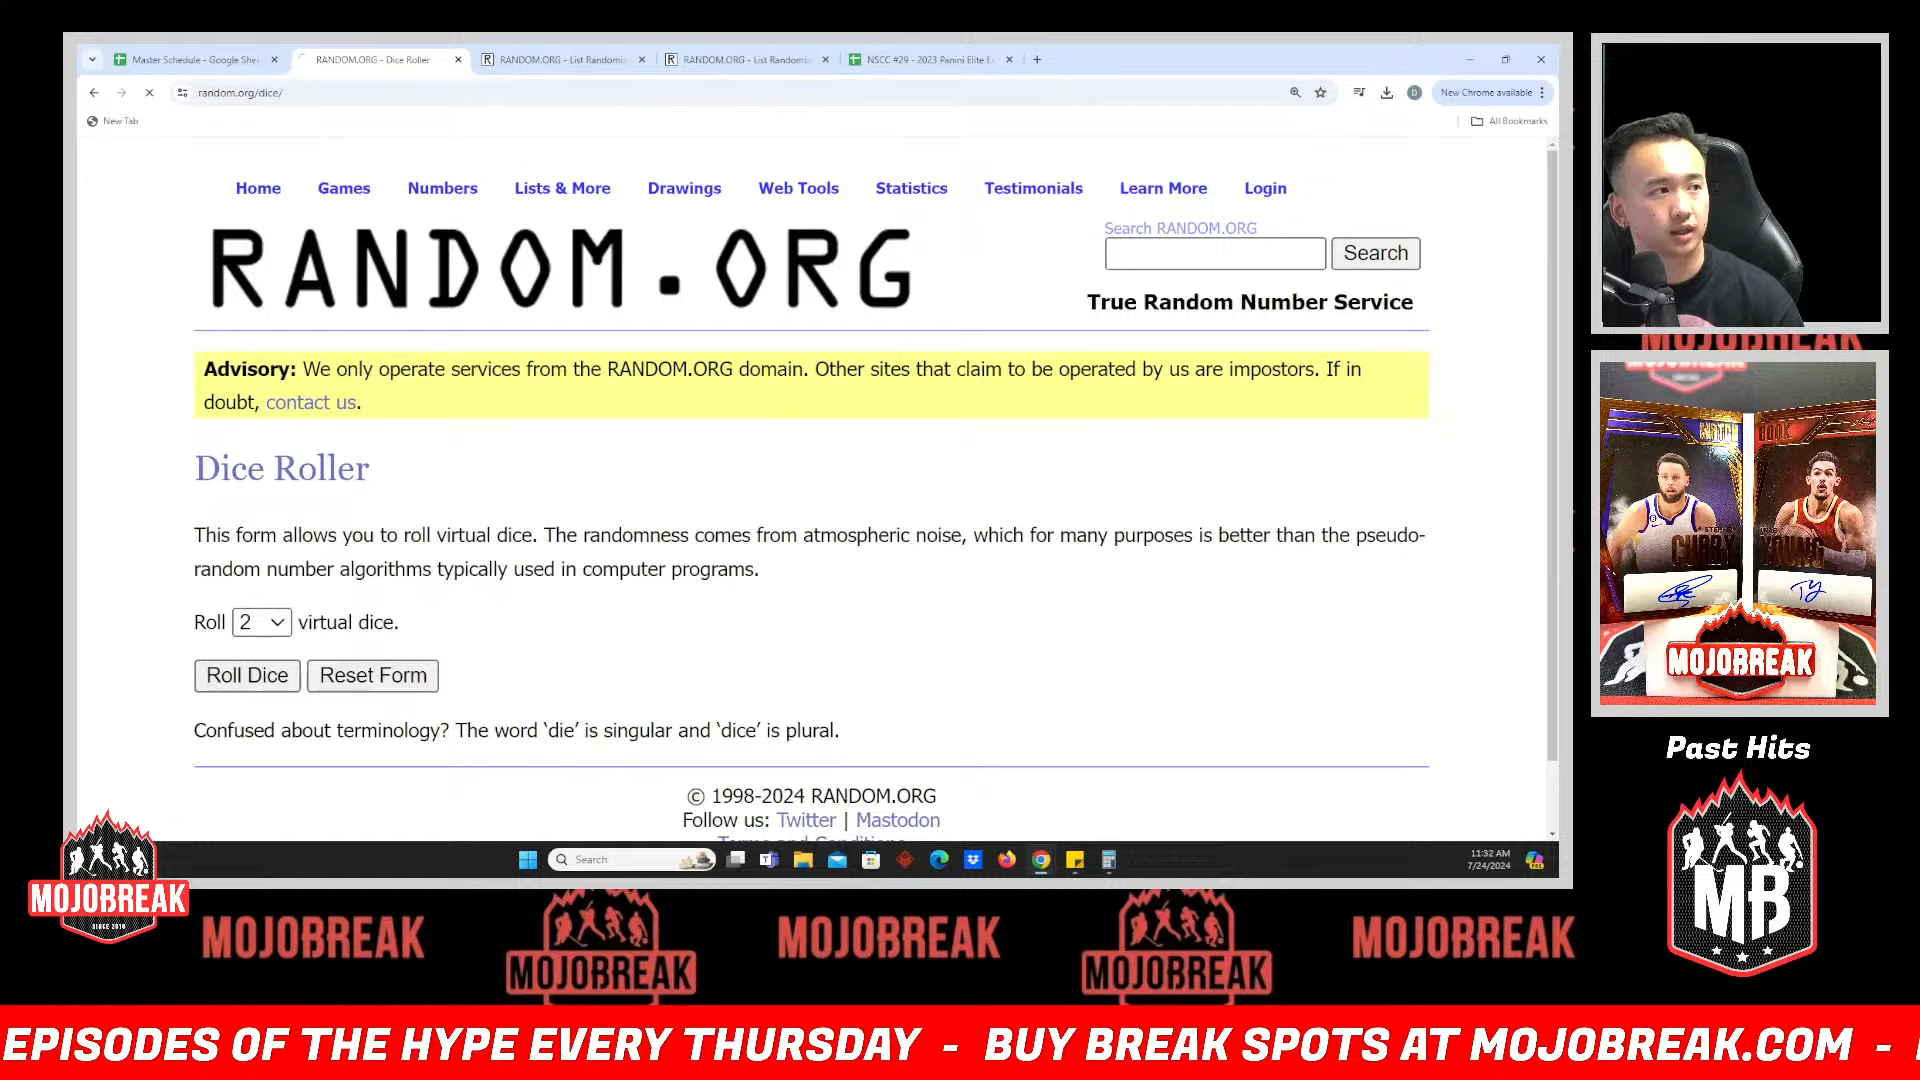 Master Schedule - Google She
RANDOM.ORG - Dice Roller
RANDOM.ORG - List Randomiz
RANDOM.ORG - List Randomiz
NSCC #29 - 2023 Panini Elite E
random.org/dice/
New Chrome available
New Tab
All Bookmarks
Home Games Numbers Lists & More Drawings Web Tools Statistics Testimonials Learn More Login
RANDOM.ORG
Search RANDOM.ORG
Search
True Random Number Service
Advisory: We only operate services from the RANDOM.ORG domain. Other sites that claim to be operated by us are impostors. If in
doubt, contact us.
Dice Roller
This form allows you to roll virtual dice. The randomness comes from atmospheric noise, which for many purposes is better than the pseudo-
random number algorithms typically used in computer programs.
Roll 2 virtual dice.
Roll Dice Reset Form
Confused about terminology? The word ‘die’ is singular and ‘dice’ is plural.
© 1998-2024 RANDOM.ORG
Follow us: Twitter | Mastodon
Terms and Conditions
Search
11:32 AM
7/24/2024
MOJOBREAK
BOOK
CURRY
YOUNG
MOJOBREAK
Past Hits
MB
MOJOBREAK
SINCE 2010
MOJOBREAK
MOJOBREAK
MOJOBREAK
MOJOBREAK
MOJOBREAK
EPISODES OF THE HYPE EVERY THURSDAY - BUY BREAK SPOTS AT MOJOBREAK.COM -